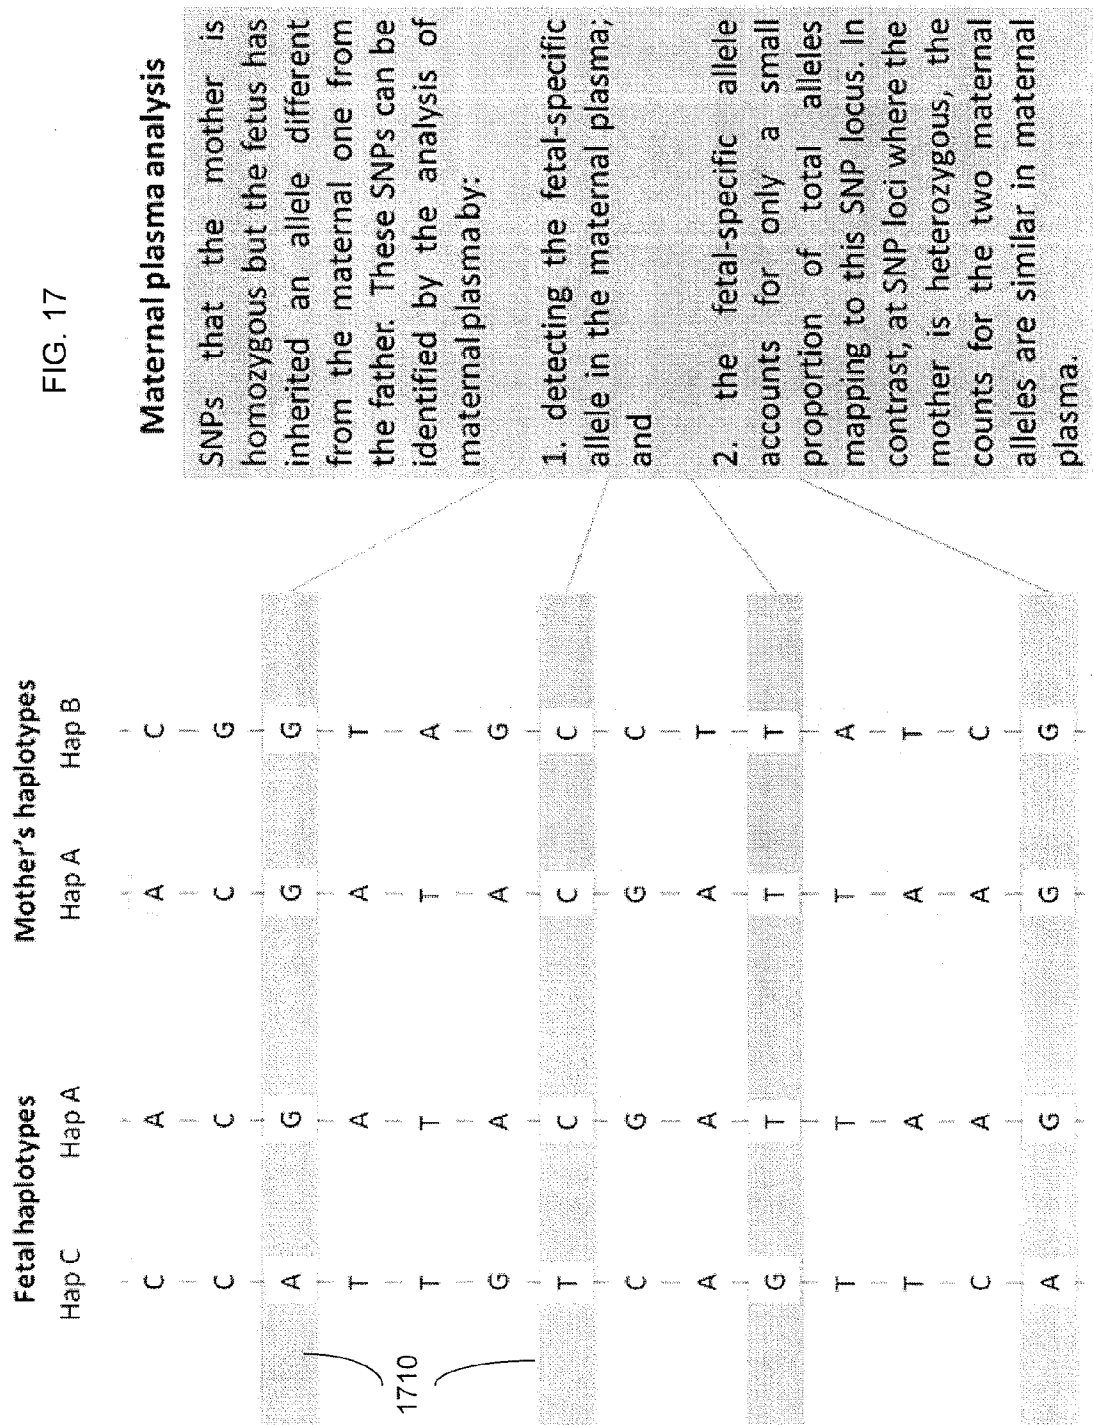 Fetal haplotypes
Mother's haplotypes
Hap C Hap A Hap A Hap B
C A A C
C C C G
A G G G
T A A T
T T T A
G A A G
T C C C
C G G C
A A A T
G T T T
T T T A
T A A T
C A A C
A G G G
1710
FIG. 17
Maternal plasma analysis
SNPs that the mother is
homozygous but the fetus has
inherited an allele different
from the maternal one from
the father. These SNPs can be
identified by the analysis of
maternal plasma by:
1. detecting the fetal-specific
allele in the maternal plasma;
and
2. the fetal-specific allele
accounts for only a small
proportion of total alleles
mapping to this SNP locus. In
contrast, at SNP loci where the
mother is heterozygous, the
counts for the two maternal
alleles are similar in maternal
plasma.